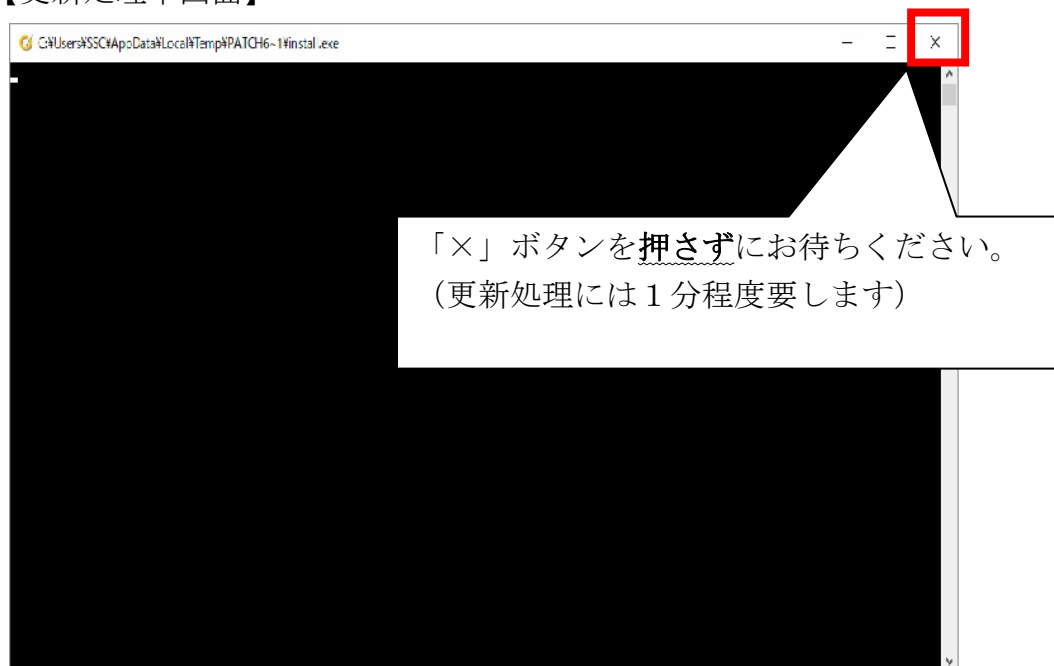 【更新処理中画面】
C:¥Users¥SSC¥AppData¥Local¥Temp¥PATCH6~1¥install.exe
「×」ボタンを押さずにお待ちください。
（更新処理には１分程度要します）